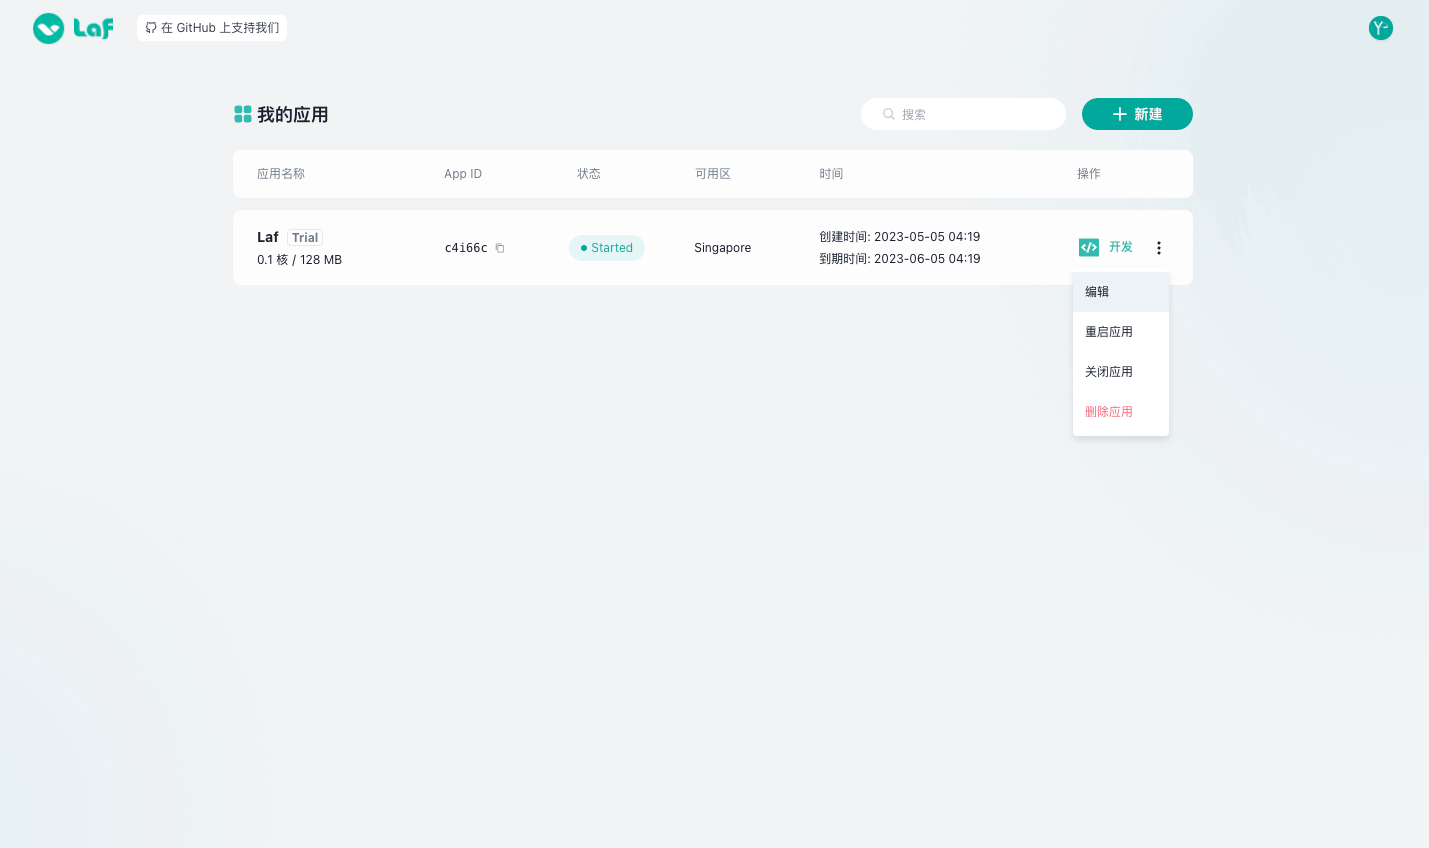 Laf 在 GitHub 上支持我们 Y
我的应用 搜索 新建
应用名称 App ID 状态 可用区 时间 操作
Laf Trial
0.1 核 / 128 MB
c4i66c
Started
Singapore
创建时间: 2023-05-05 04:19
到期时间: 2023-06-05 04:19
开发
编辑
重启应用
关闭应用
删除应用